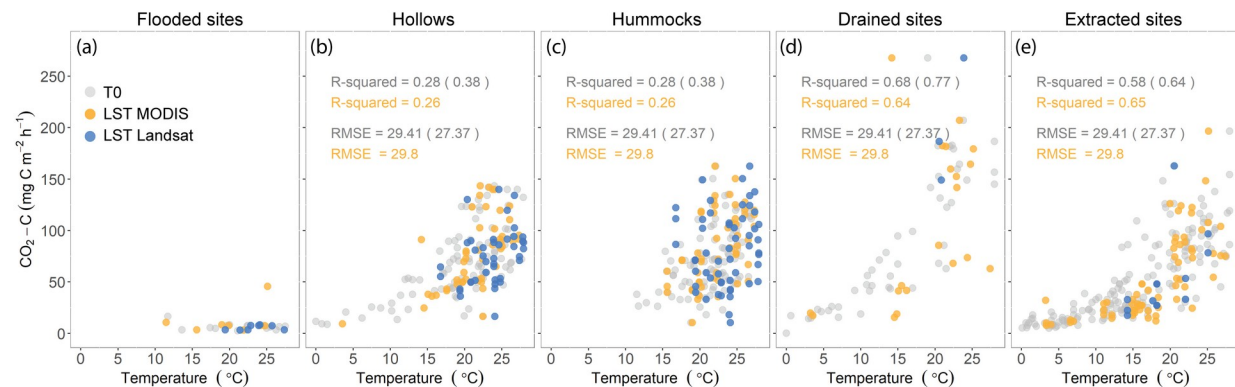 Flooded sites
Hollows
Hummocks
Drained sites
Extracted sites
(a)
(b)
(c)
(d)
(e)
T0
LST MODIS
LST Landsat
R-squared = 0.28 ( 0.38 )
R-squared = 0.26
RMSE = 29.41 ( 27.37 )
RMSE = 29.8
R-squared = 0.28 ( 0.38 )
R-squared = 0.26
RMSE = 29.41 ( 27.37 )
RMSE = 29.8
R-squared = 0.68 ( 0.77 )
R-squared = 0.64
RMSE = 29.41 ( 27.37 )
RMSE = 29.8
R-squared = 0.58 ( 0.64 )
R-squared = 0.65
RMSE = 29.41 ( 27.37 )
RMSE = 29.8
CO₂ – C (mg C m⁻² h⁻¹)
250
200
150
100
50
0
0 5 10 15 20 25
0 5 10 15 20 25
0 5 10 15 20 25
0 5 10 15 20 25
0 5 10 15 20 25
Temperature ( °C)
Temperature ( °C)
Temperature ( °C)
Temperature ( °C)
Temperature ( °C)